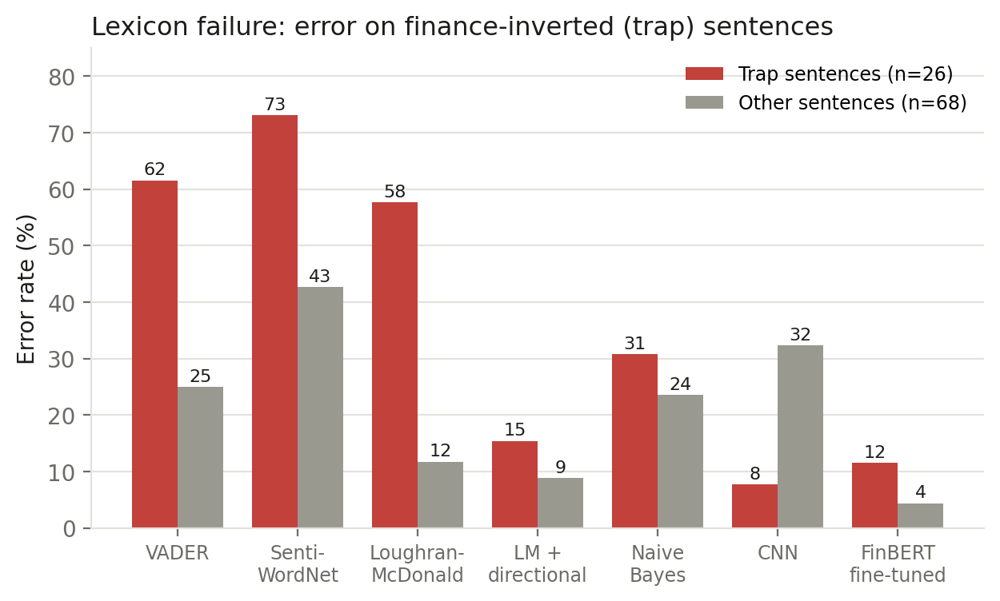 Lexicon failure: error on finance-inverted (trap) sentences
Trap sentences (n=26)
Other sentences (n=68)
Error rate (%)
80
70
60
50
40
30
20
10
0
62
25
73
43
58
12
15
9
31
24
8
32
12
4
VADER
Senti-
WordNet
Loughran-
McDonald
LM +
directional
Naive
Bayes
CNN
FinBERT
fine-tuned